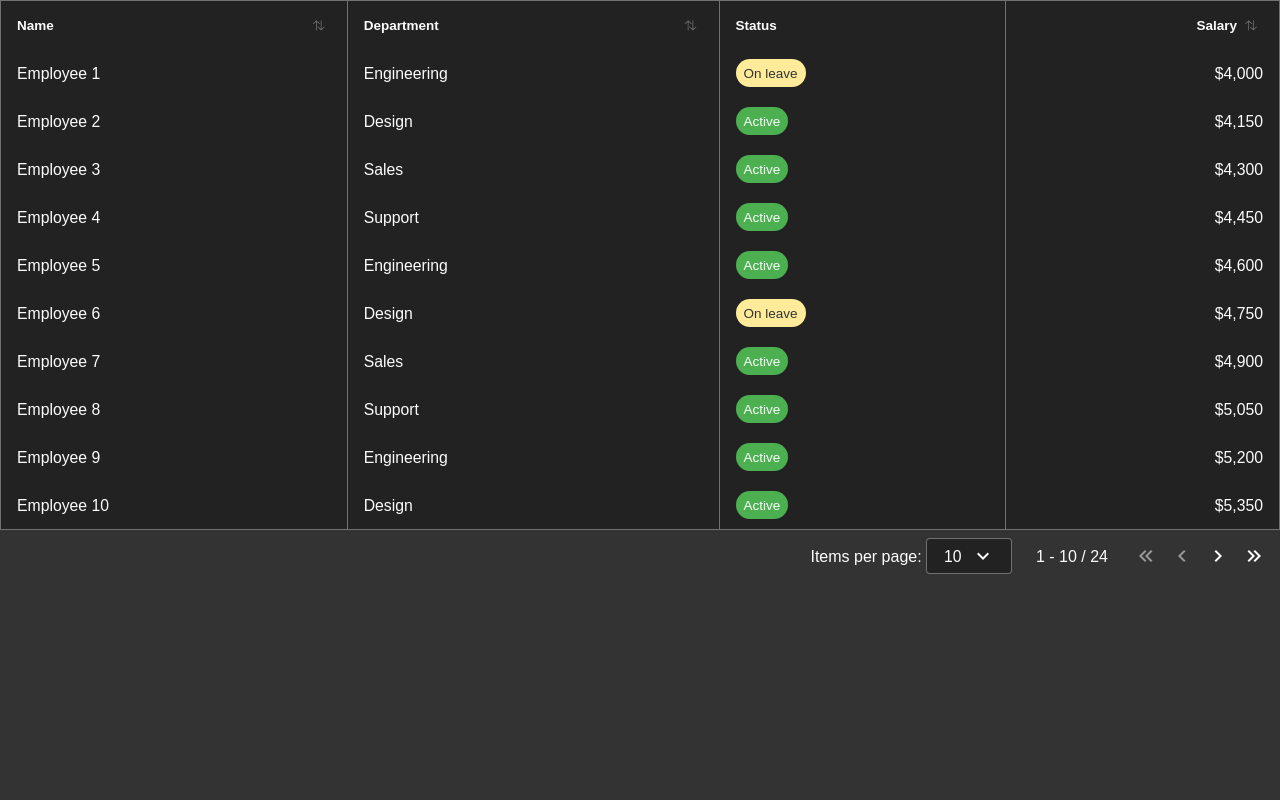 Name Department Status Salary
Employee 1 Engineering On leave $4,000
Employee 2 Design Active $4,150
Employee 3 Sales Active $4,300
Employee 4 Support Active $4,450
Employee 5 Engineering Active $4,600
Employee 6 Design On leave $4,750
Employee 7 Sales Active $4,900
Employee 8 Support Active $5,050
Employee 9 Engineering Active $5,200
Employee 10 Design Active $5,350
Items per page: 10 1 - 10 / 24